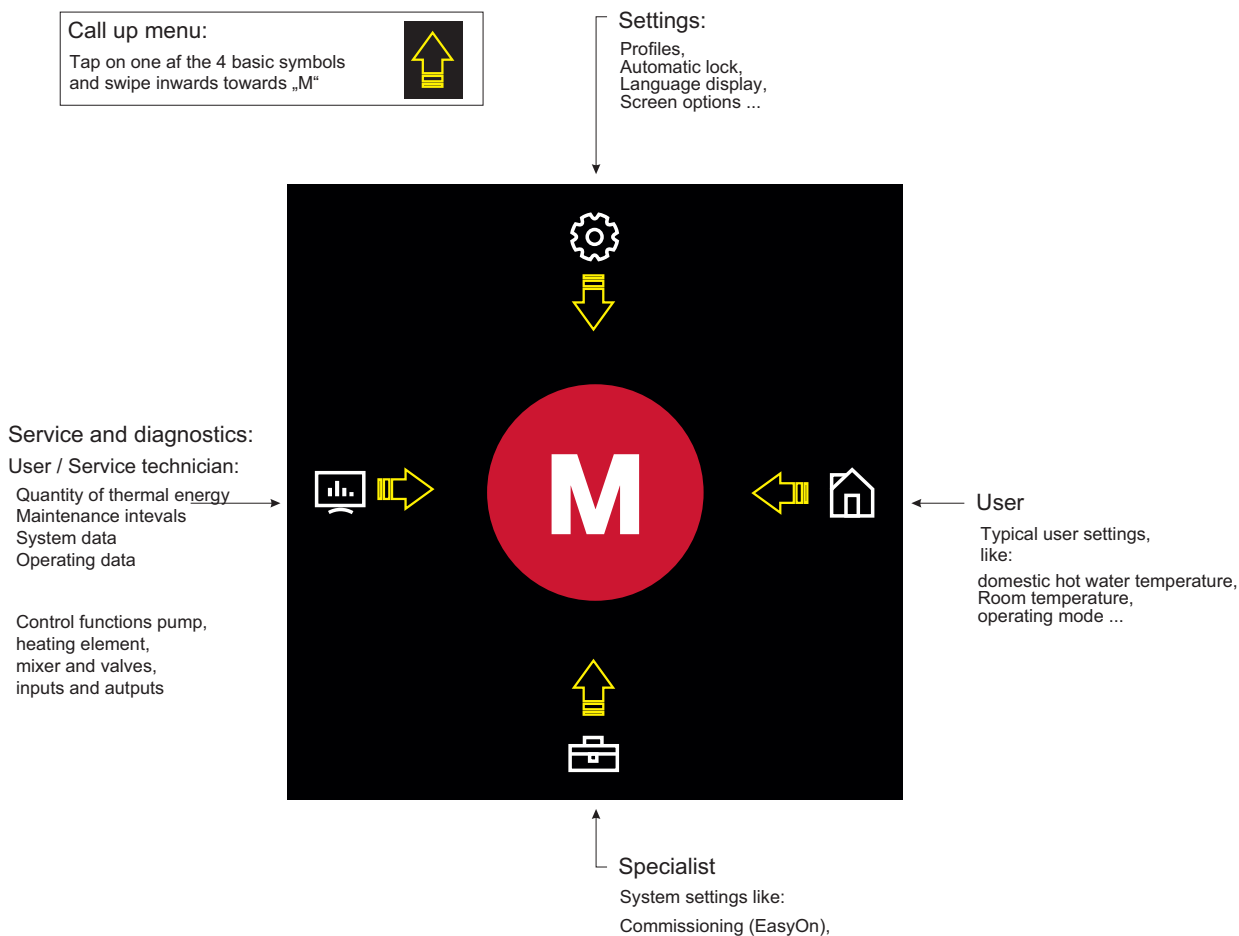 Call up menu:
Tap on one af the 4 basic symbols
and swipe inwards towards „M“
Settings:
Profiles,
Automatic lock,
Language display,
Screen options ...
Service and diagnostics:
User / Service technician:
Quantity of thermal energy
Maintenance intevals
System data
Operating data
Control functions pump,
heating element,
mixer and valves,
inputs and autputs
M
User
Typical user settings,
like:
domestic hot water temperature,
Room temperature,
operating mode ...
Specialist
System settings like:
Commissioning (EasyOn),